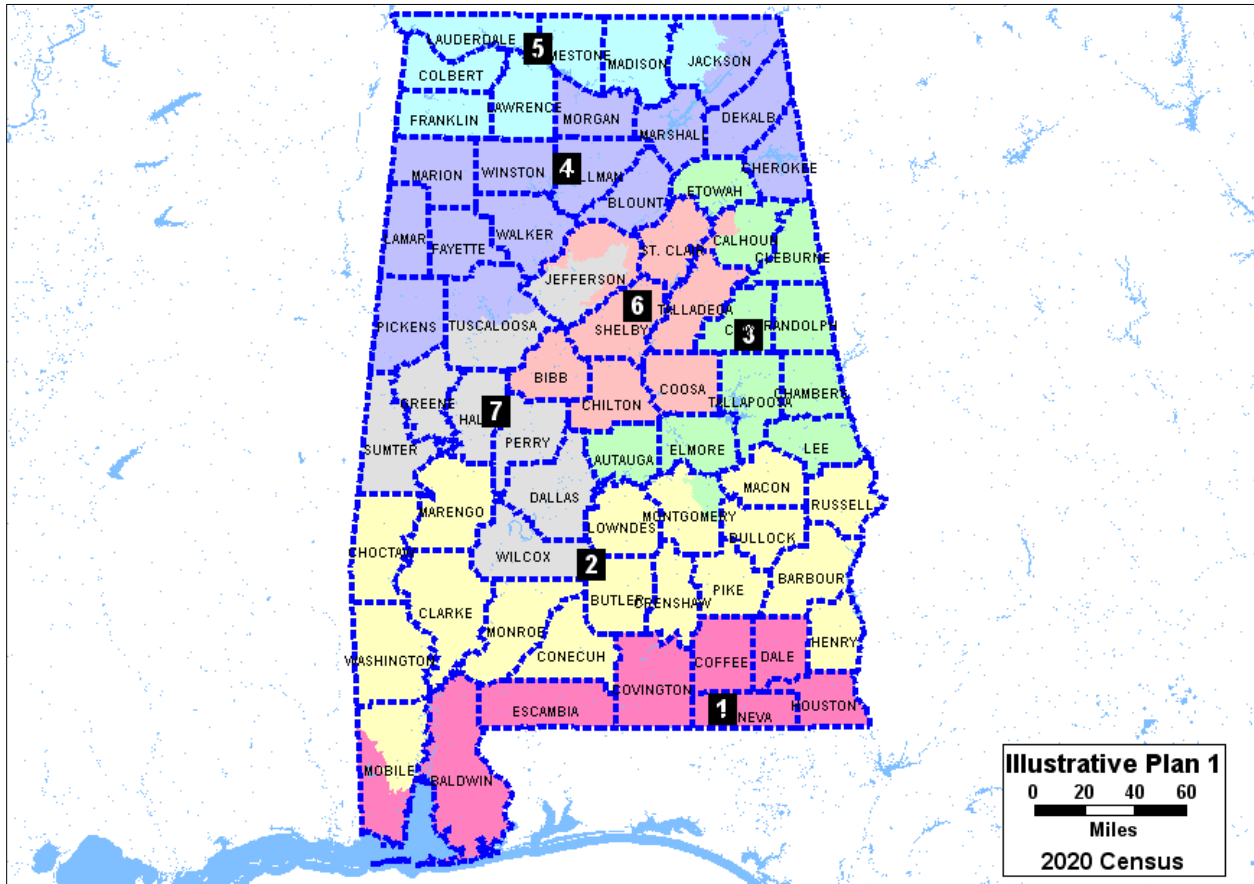 LAUDERDALE
5
MESTONE
MADISON
JACKSON
COLBERT
LAWRENCE
FRANKLIN
MORGAN
MARSHALL
DEKALB
MARION
WINSTON
4
LLMAN
CHEROKEE
BLOUNT
ETOWAH
LAMAR
FAYETTE
WALKER
ST. CLAIR
CALHOUN
CLEBURNE
JEFFERSON
6
TALLADEGA
PICKENS
TUSCALOOSA
SHELBY
C
3
RANDOLPH
BIBB
COOSA
GREENE
HAL
7
CHILTON
TALLAPOOSA
CHAMBERS
SUMTER
PERRY
AUTAUGA
ELMORE
LEE
MARENGO
DALLAS
LOWNDES
MONTGOMERY
MACON
RUSSELL
CHOCTAW
WILCOX
2
BULLOCK
BUTLER
CRENSHAW
PIKE
BARBOUR
CLARKE
MONROE
HENRY
WASHINGTON
CONECUH
COFFEE
DALE
COVINGTON
ESCAMBIA
1
NEVA
HOUSTON
MOBILE
BALDWIN
Illustrative Plan 1
0 20 40 60
Miles
2020 Census